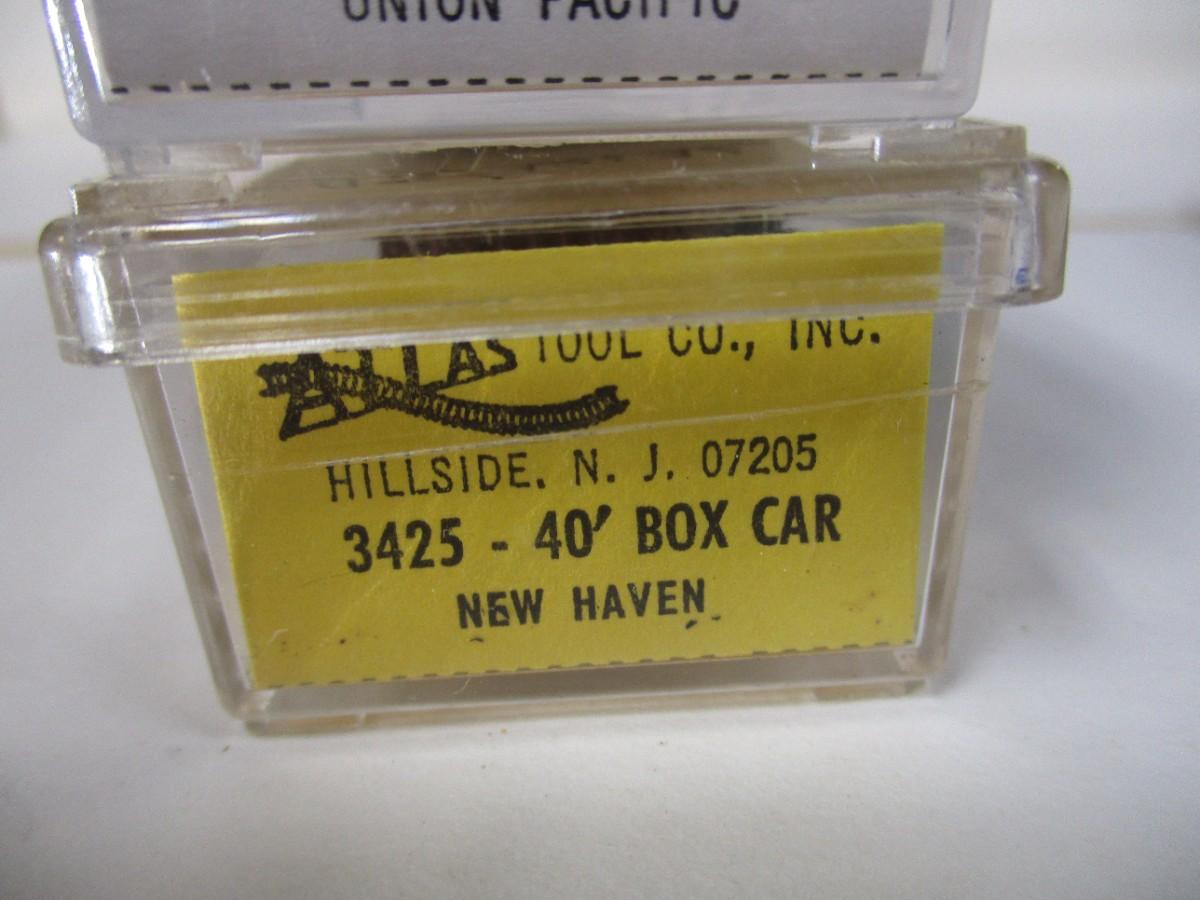 UNION PACIFIC
ATLAS TOOL CO., INC.
HILLSIDE. N. J. 07205
3425 - 40' BOX CAR
NEW HAVEN